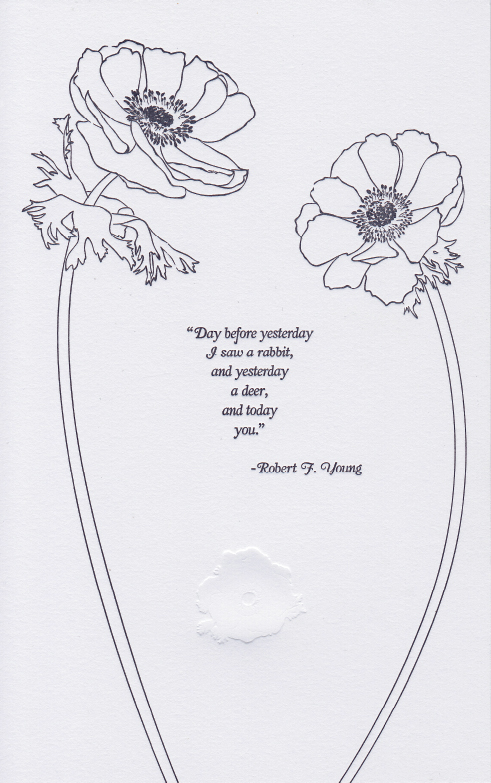 “Day before yesterday
I saw a rabbit,
and yesterday
a deer,
and today
you.”
-Robert F. Young